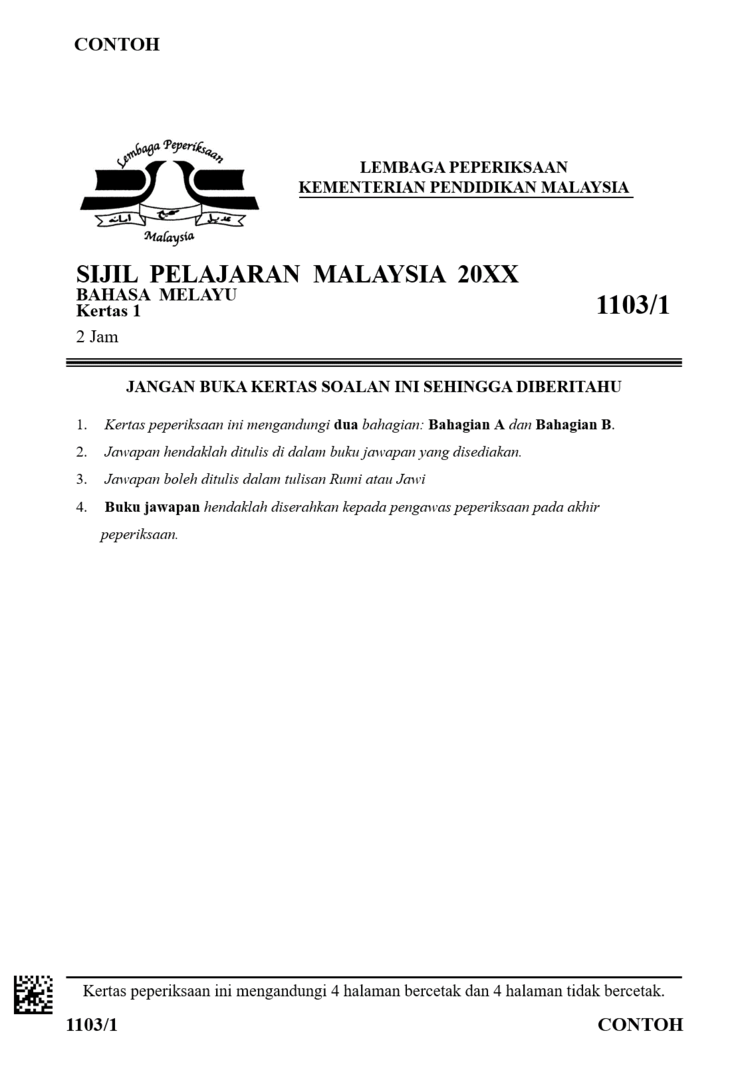 CONTOH
Lembaga Peperiksaan
امانه صحيح عديل
Malaysia
LEMBAGA PEPERIKSAAN
KEMENTERIAN PENDIDIKAN MALAYSIA
SIJIL PELAJARAN MALAYSIA 20XX
BAHASA MELAYU
Kertas 1
1103/1
2 Jam
JANGAN BUKA KERTAS SOALAN INI SEHINGGA DIBERITAHU
1. Kertas peperiksaan ini mengandungi dua bahagian: Bahagian A dan Bahagian B.
2. Jawapan hendaklah ditulis di dalam buku jawapan yang disediakan.
3. Jawapan boleh ditulis dalam tulisan Rumi atau Jawi
4. Buku jawapan hendaklah diserahkan kepada pengawas peperiksaan pada akhir
peperiksaan.
Kertas peperiksaan ini mengandungi 4 halaman bercetak dan 4 halaman tidak bercetak.
1103/1
CONTOH